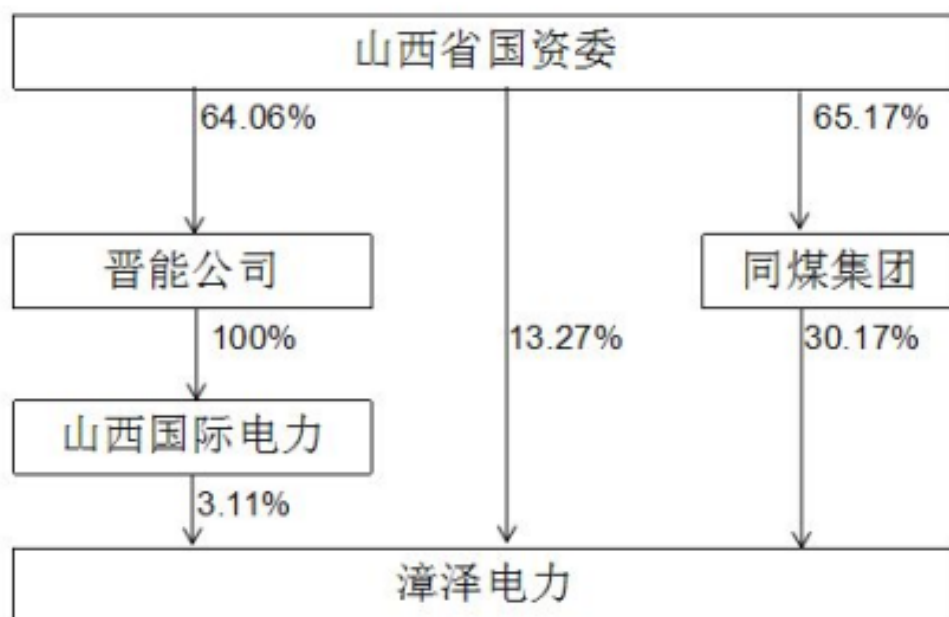 山西省国资委
64.06%
65.17%
晋能公司
同煤集团
100%
13.27%
30.17%
山西国际电力
3.11%
漳泽电力